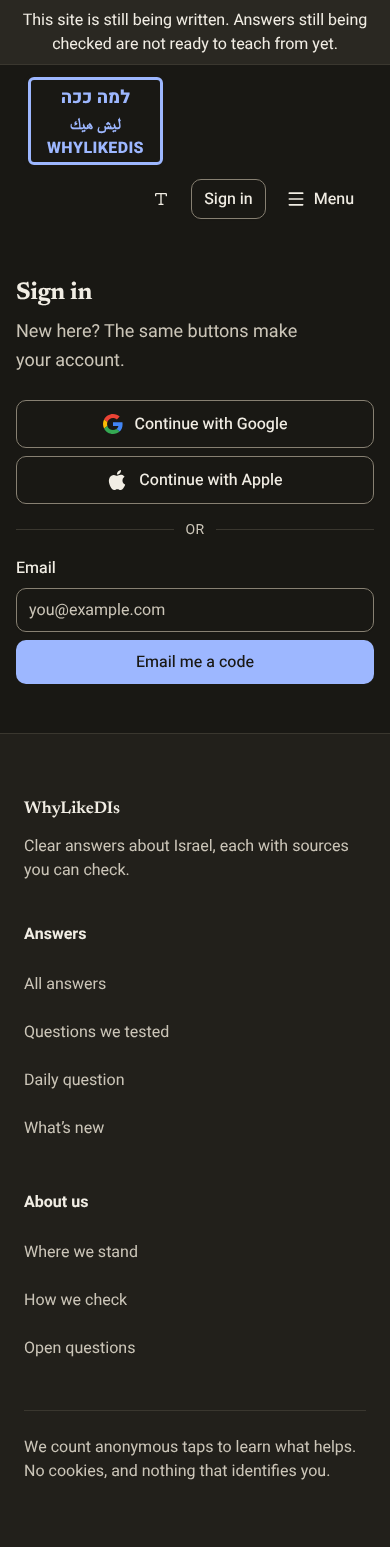 This site is still being written. Answers still being
checked are not ready to teach from yet.
למה ככה
ليش هيك
WHYLIKEDIS
T
Sign in
Menu
Sign in
New here? The same buttons make
your account.
Continue with Google
Continue with Apple
OR
Email
you@example.com
Email me a code
WhyLikeDIs
Clear answers about Israel, each with sources
you can check.
Answers
All answers
Questions we tested
Daily question
What’s new
About us
Where we stand
How we check
Open questions
We count anonymous taps to learn what helps.
No cookies, and nothing that identifies you.